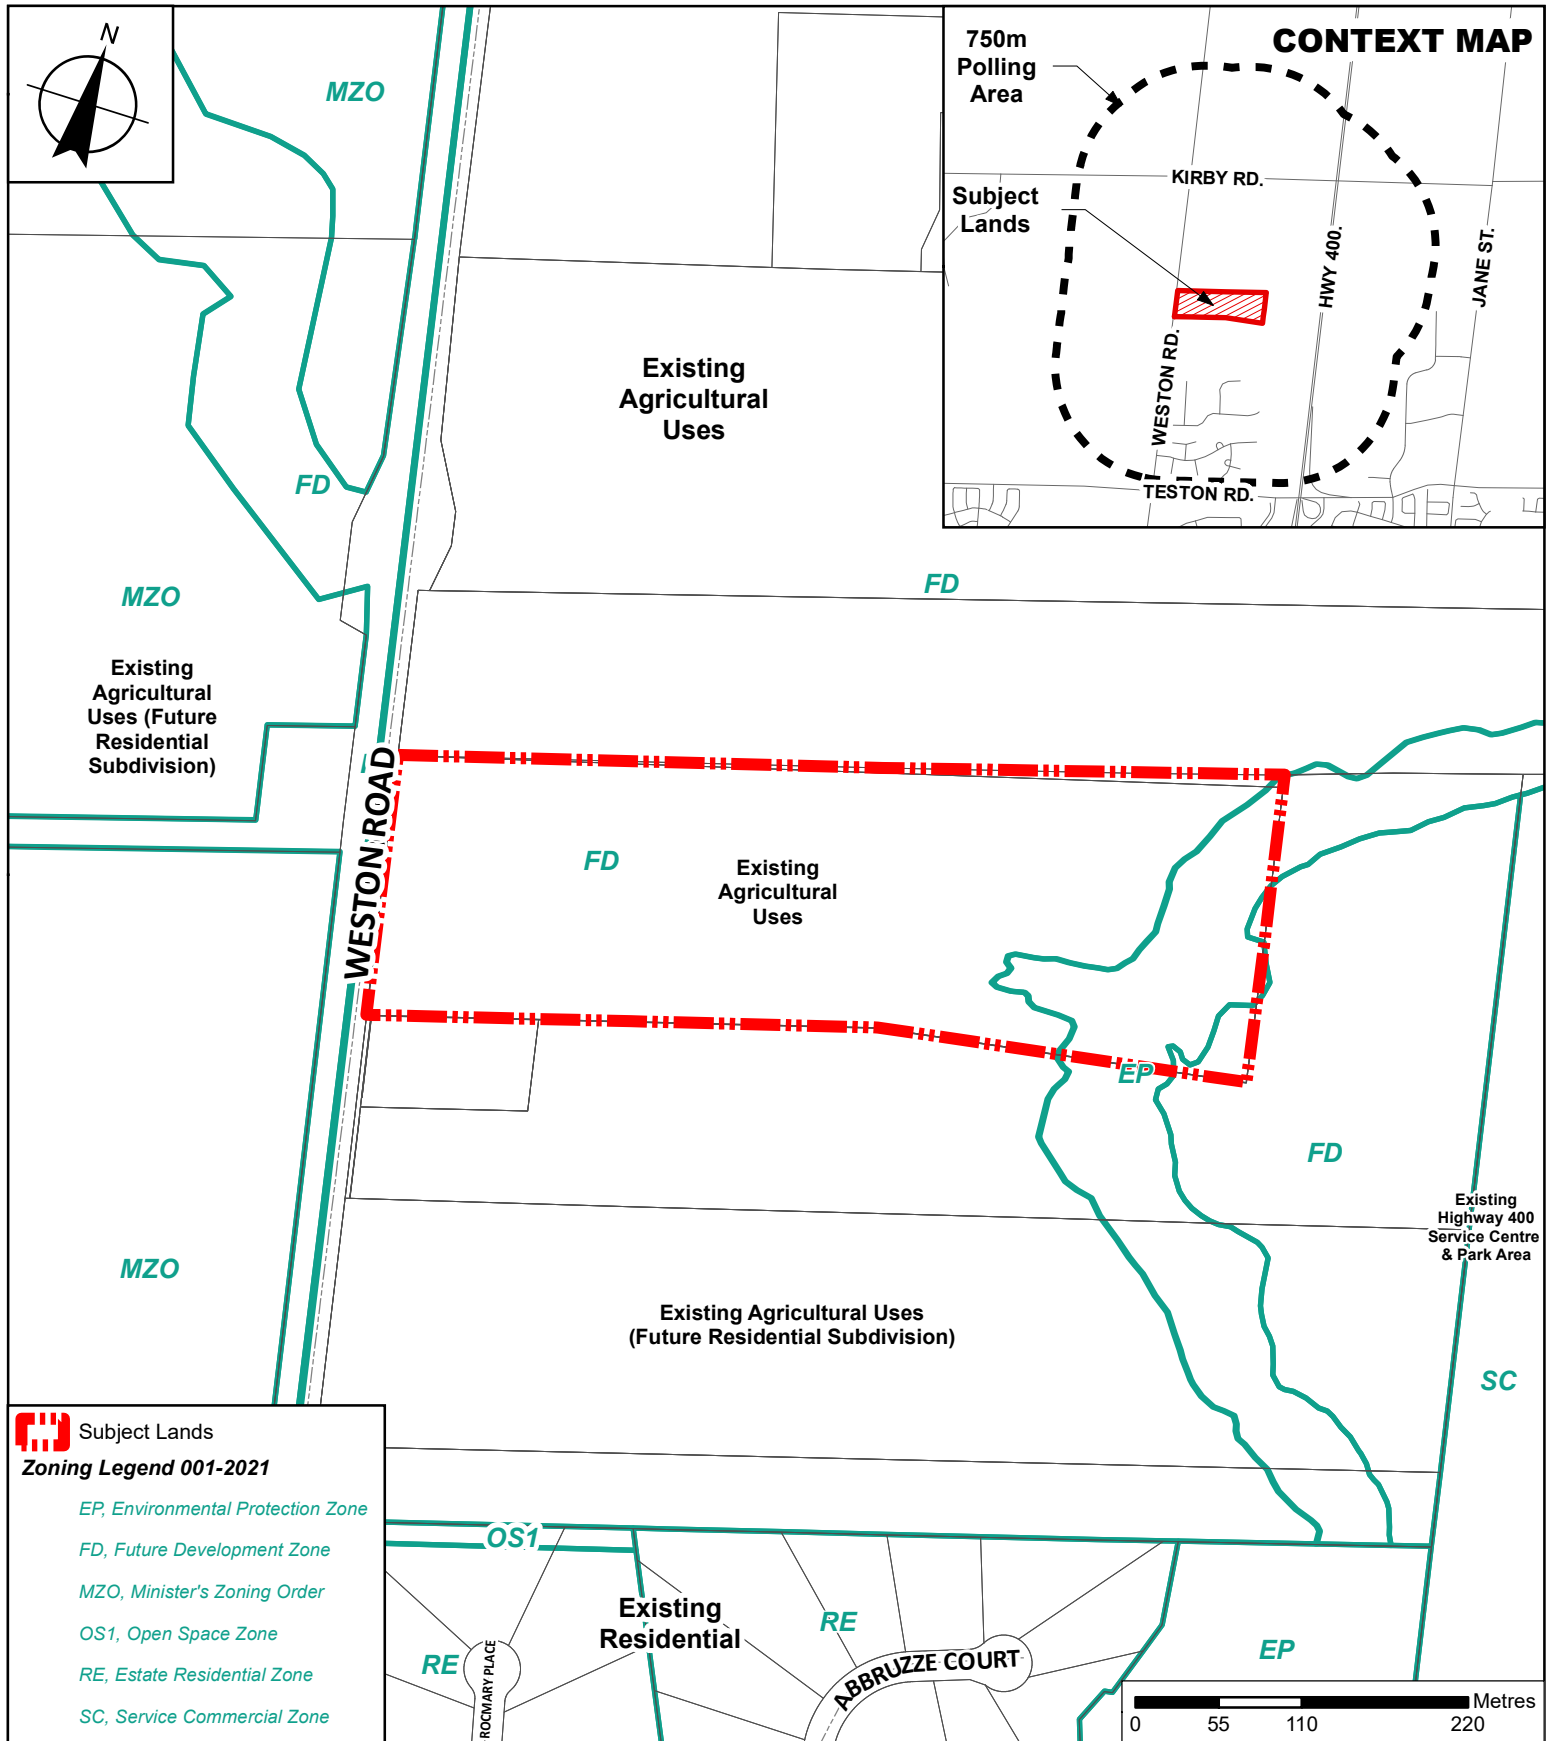 N
MZO
CONTEXT MAP
750m
Polling
Area
KIRBY RD.
Subject
Lands
HWY 400.
JANE ST.
WESTON RD.
TESTON RD.
Existing
Agricultural
Uses
FD
FD
MZO
Existing
Agricultural
Uses (Future
Residential
Subdivision)
WESTON ROAD
FD
Existing
Agricultural
Uses
EP
FD
Existing
Highway 400
Service Centre
& Park Area
MZO
Existing Agricultural Uses
(Future Residential Subdivision)
SC
Subject Lands
Zoning Legend 001-2021
EP, Environmental Protection Zone
FD, Future Development Zone
MZO, Minister's Zoning Order
OS1, Open Space Zone
RE, Estate Residential Zone
SC, Service Commercial Zone
OS1
Existing
Residential
RE
RE
ROCMARY PLACE
ABBRUZZE COURT
EP
Metres
0 55 110 220